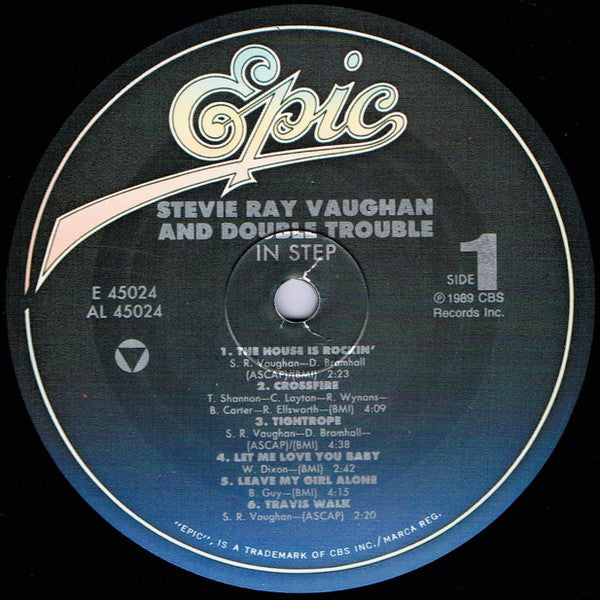 Epic
STEVIE RAY VAUGHAN
AND DOUBLE TROUBLE
IN STEP
E 45024
AL 45024
SIDE 1
℗ 1989 CBS
Records Inc.
1. THE HOUSE IS ROCKIN'
S. R. Vaughan—D. Bramhall
(ASCAP)/(BMI) 2:23
2. CROSSFIRE
T. Shannon—C. Layton—R. Wynans—
B. Carter—R. Ellsworth—(BMI) 4:09
3. TIGHTROPE
S. R. Vaughan—D. Bramhall—
(ASCAP)/(BMI) 4:38
4. LET ME LOVE YOU BABY
W. Dixon—(BMI) 2:42
5. LEAVE MY GIRL ALONE
B. Guy—(BMI) 4:15
6. TRAVIS WALK
S. R. Vaughan—(ASCAP) 2:20
"EPIC", IS A TRADEMARK OF CBS INC./MARCA REG.